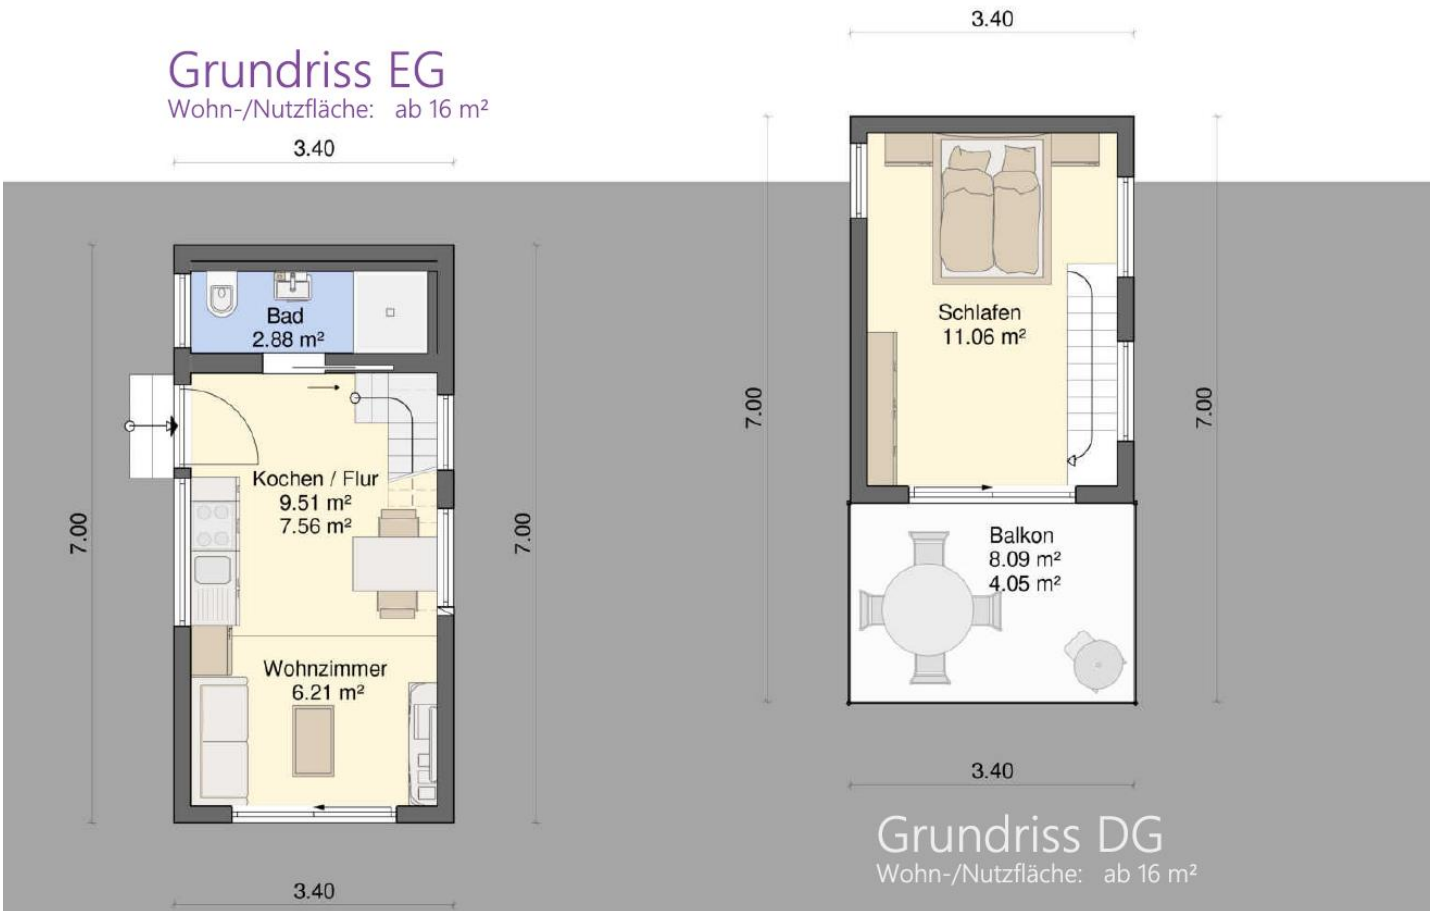 Grundriss EG
Wohn-/Nutzfläche: ab 16 m²
3.40
7.00
Bad
2.88 m²
Kochen / Flur
9.51 m²
7.56 m²
Wohnzimmer
6.21 m²
7.00
3.40
3.40
7.00
Schlafen
11.06 m²
7.00
Balkon
8.09 m²
4.05 m²
3.40
Grundriss DG
Wohn-/Nutzfläche: ab 16 m²